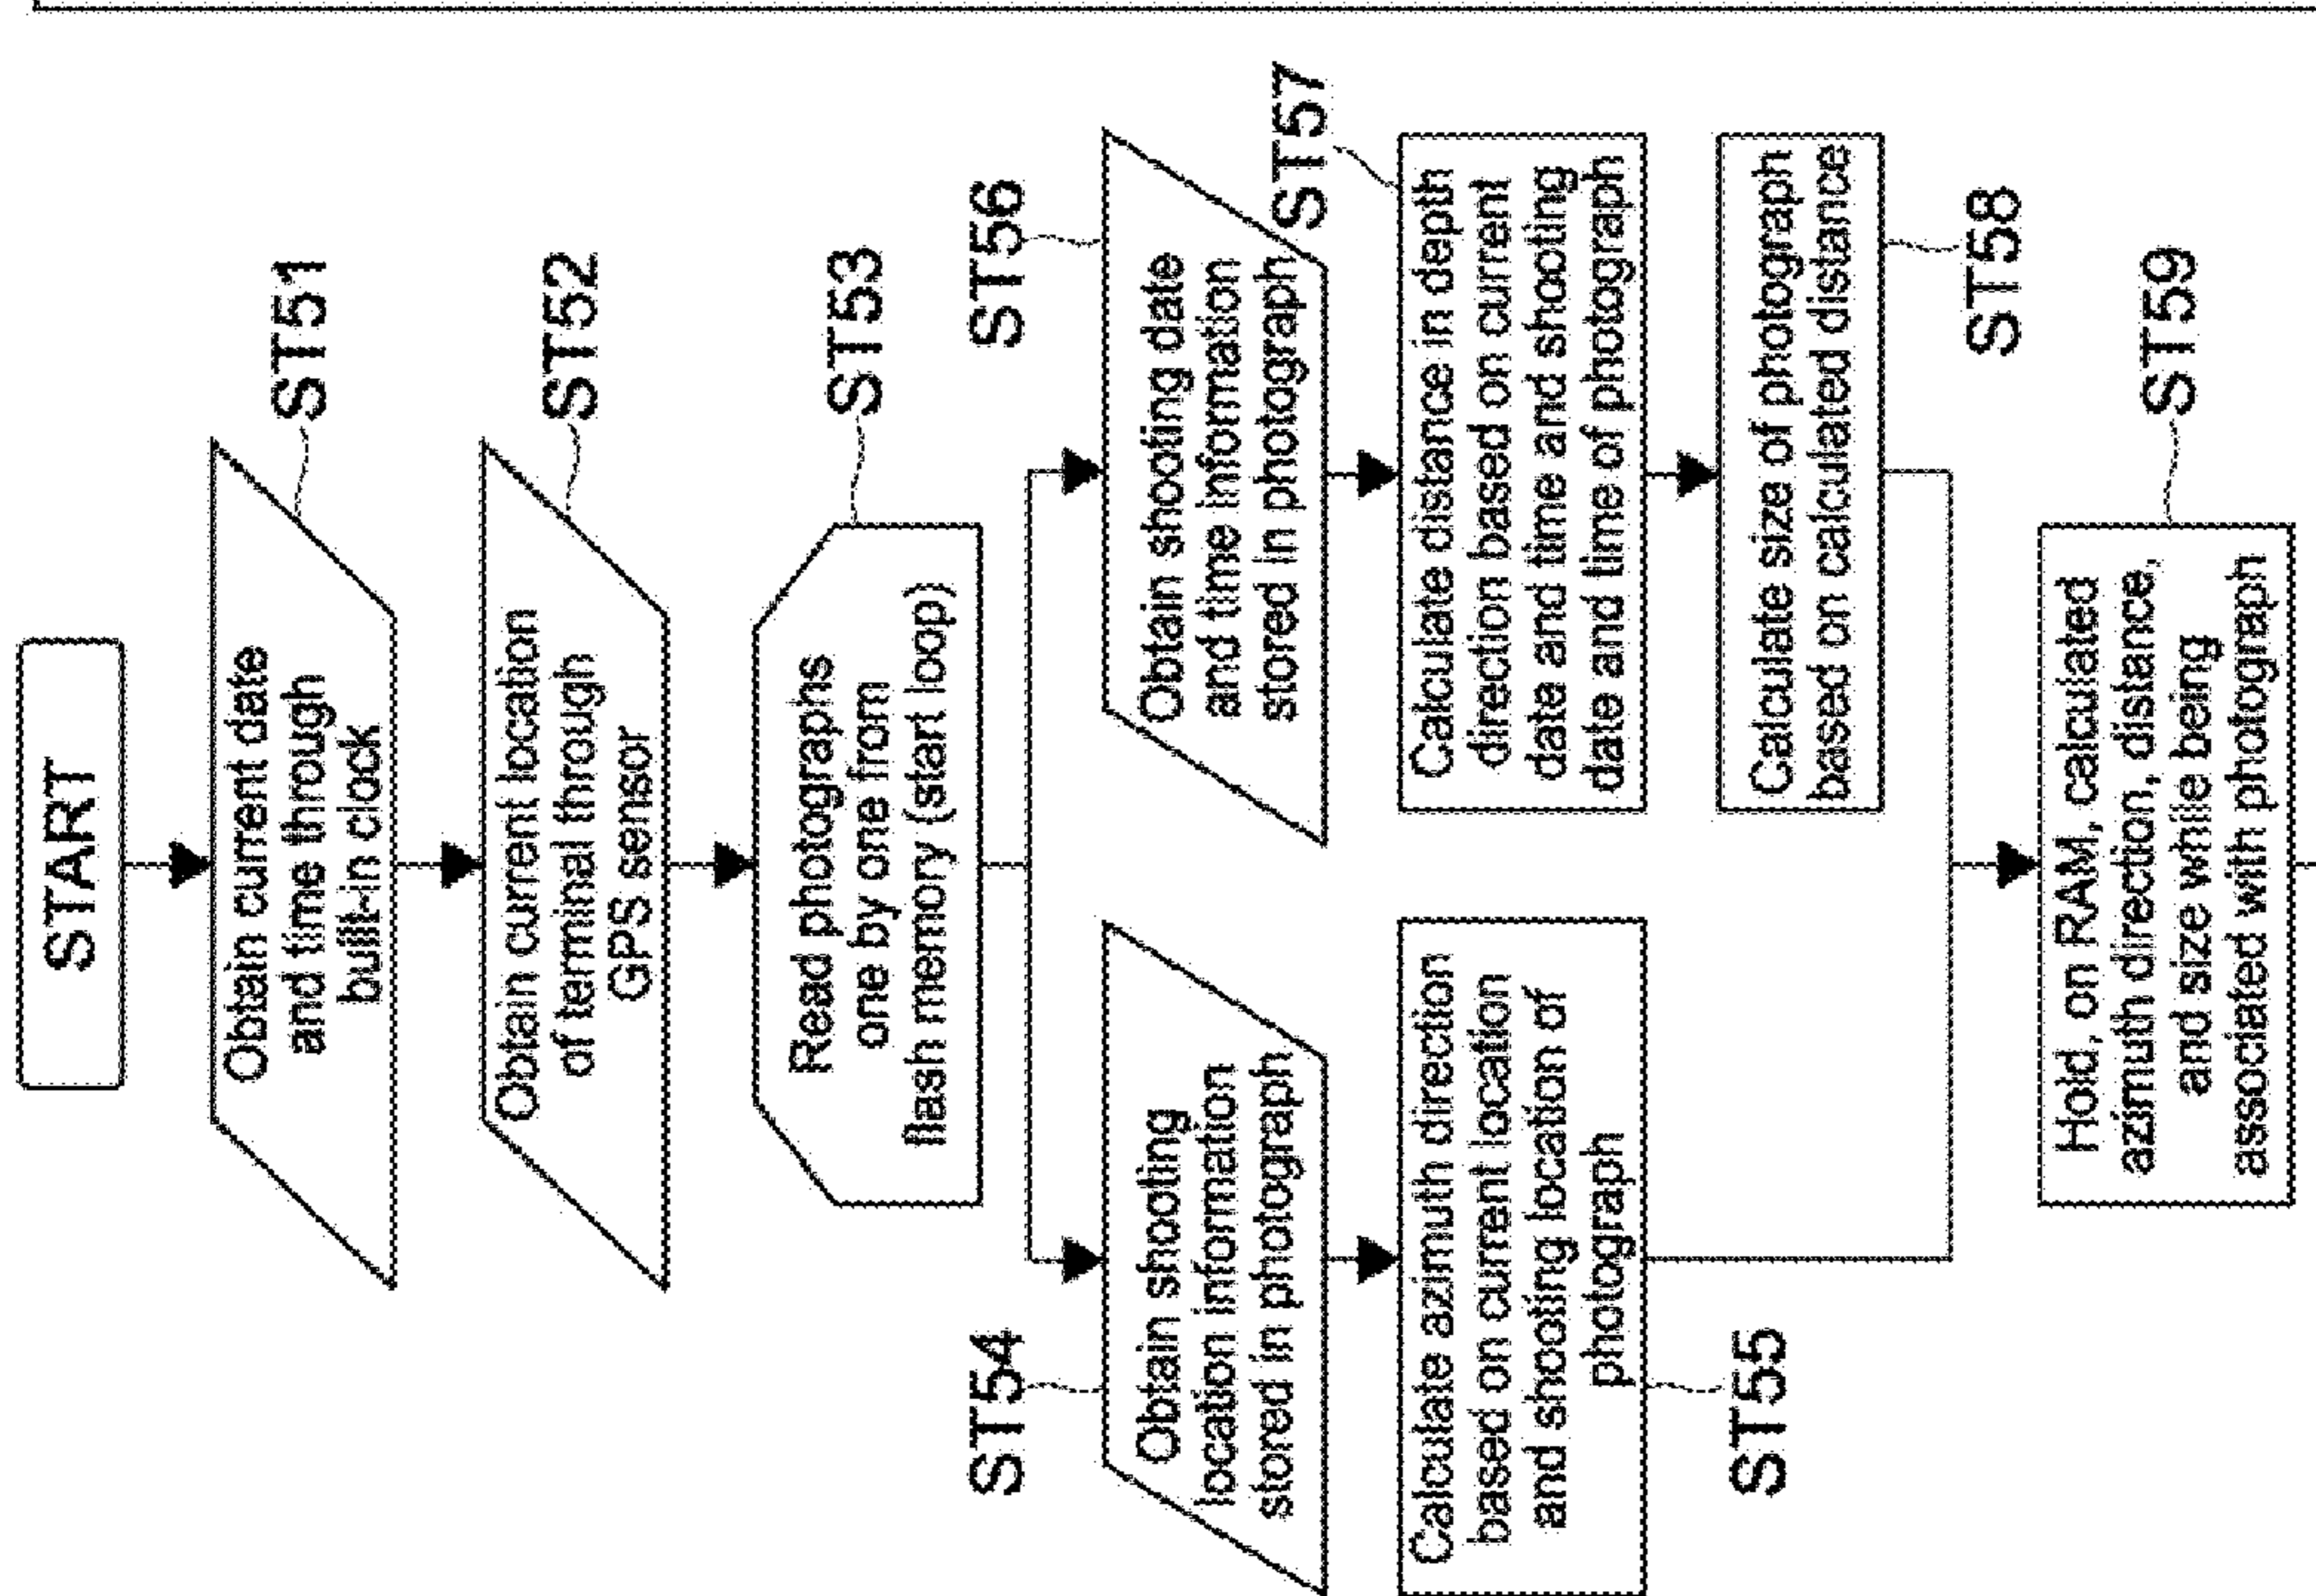 START
ST51
Obtain current date
and time through
built-in clock
ST52
Obtain current location
of terminal through
GPS sensor
ST53
Read photographs
one by one from
flash memory (start loop)
ST54
Obtain shooting
location information
stored in photograph
ST55
Calculate azimuth direction
based on current location
and shooting location of
photograph
ST56
Obtain shooting date
and time information
stored in photograph
ST57
Calculate distance in depth
direction based on current
date and time and shooting
date and time of photograph
ST58
Calculate size of photograph
based on calculated distance
ST59
Hold, on RAM, calculated
azimuth direction, distance,
and size while being
associated with photograph